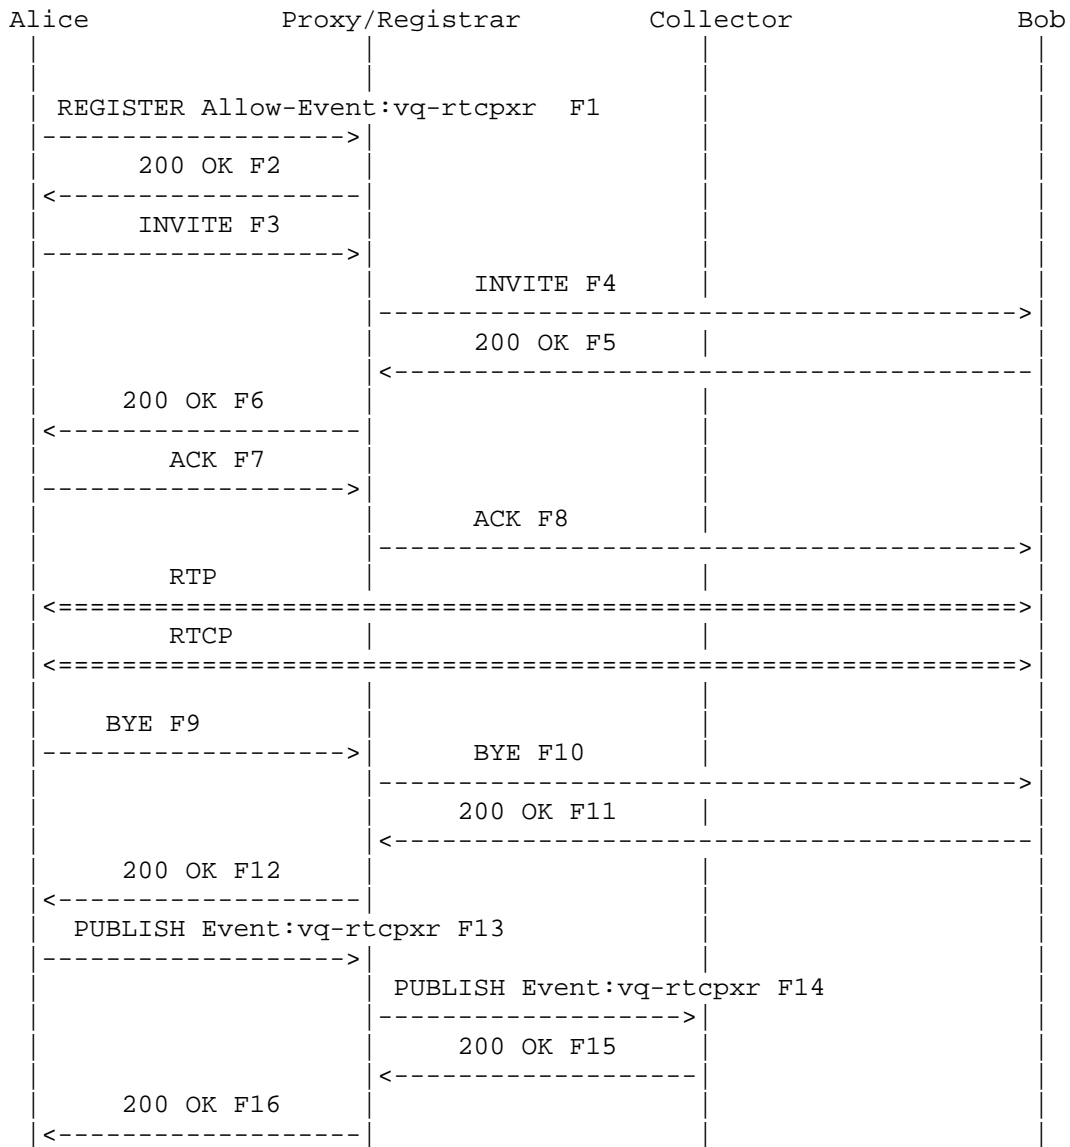 Alice Proxy/Registrar Collector Bob
REGISTER Allow-Event:vq-rtcpxr F1
200 OK F2
INVITE F3
INVITE F4
200 OK F5
200 OK F6
ACK F7
ACK F8
RTP
RTCP
BYE F9
BYE F10
200 OK F11
200 OK F12
PUBLISH Event:vq-rtcpxr F13
PUBLISH Event:vq-rtcpxr F14
200 OK F15
200 OK F16